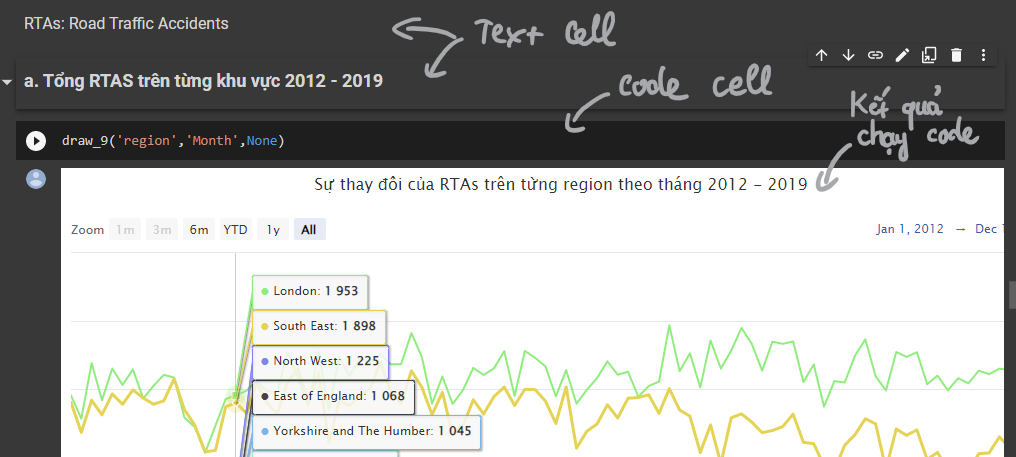 RTAs: Road Traffic Accidents
Text cell
a. Tổng RTAS trên từng khu vực 2012 - 2019
code cell
Kết quả
chạy code
draw_9('region','Month',None)
Sự thay đổi của RTAs trên từng region theo tháng 2012 – 2019
Zoom 1m 3m 6m YTD 1y All
Jan 1, 2012 → Dec
London: 1 953
South East: 1 898
North West: 1 225
East of England: 1 068
Yorkshire and The Humber: 1 045